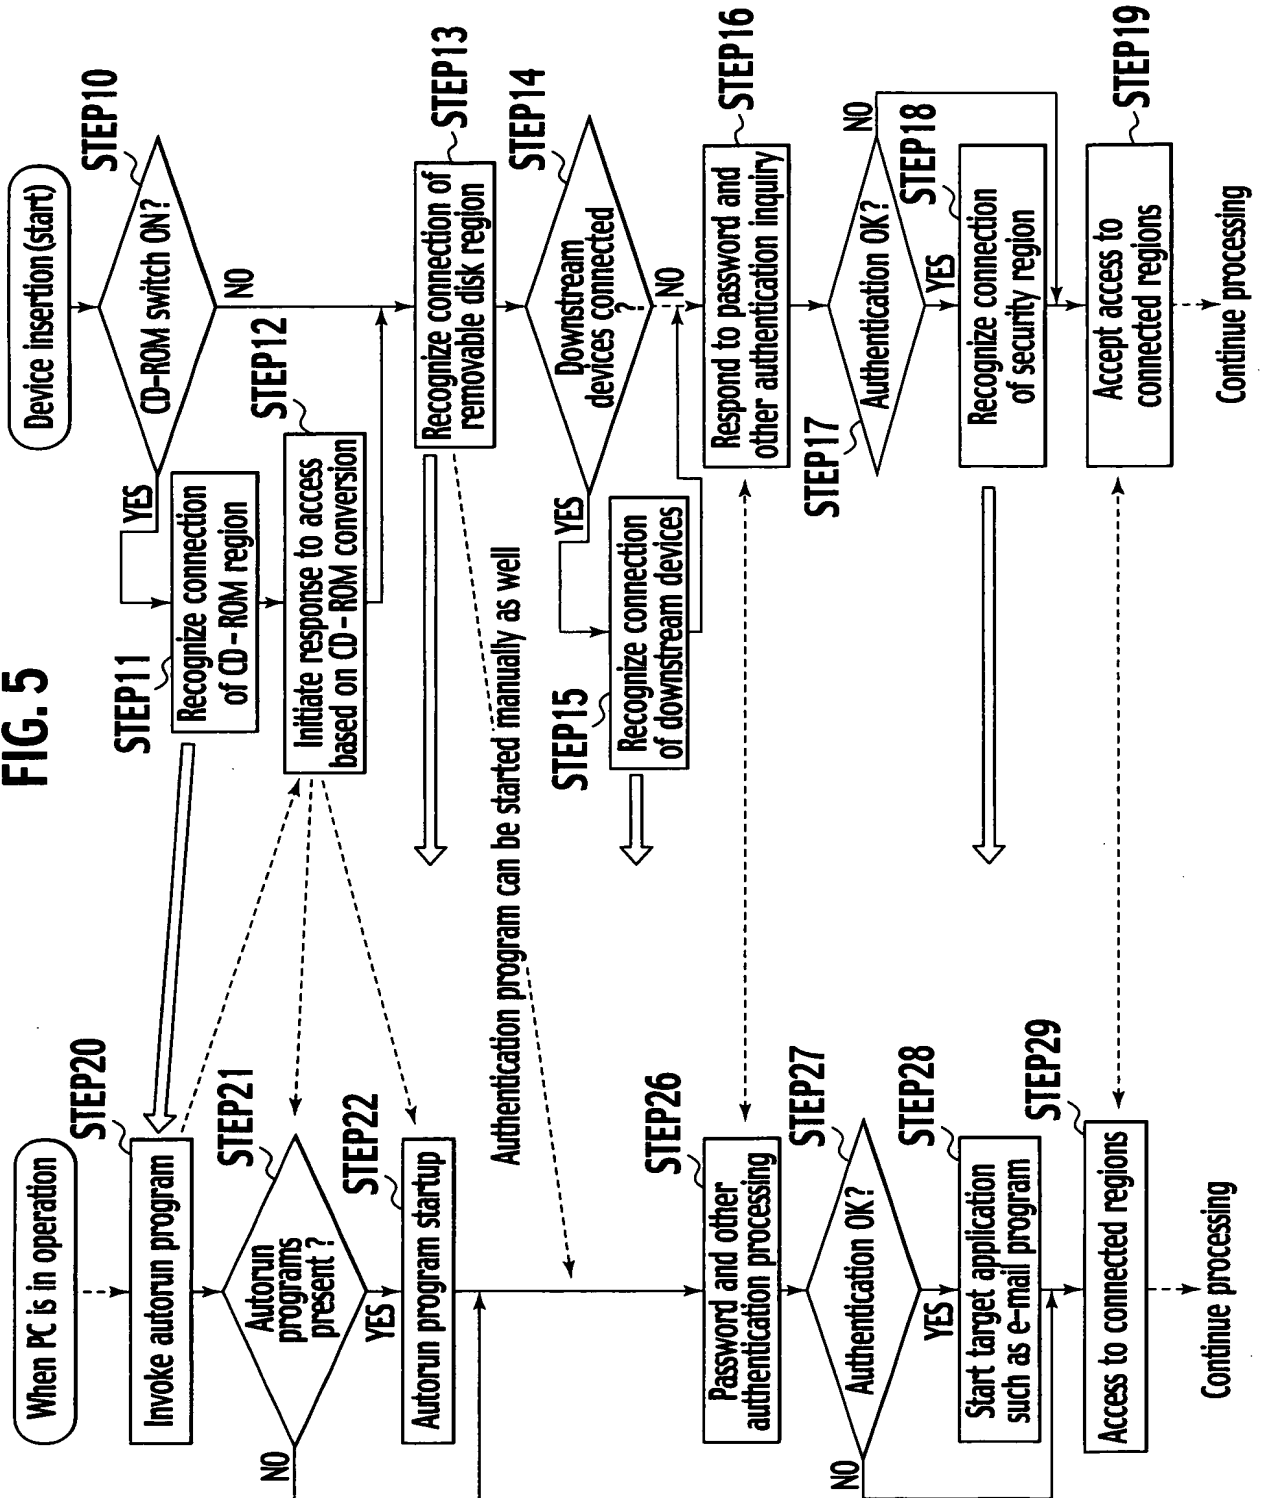 FIG. 5
When PC is in operation
STEP20
Invoke autorun program
STEP21
Autorun
programs
present ?
NO
YES
STEP22
Autorun program startup
Authentication program can be started manually as well
STEP26
Password and other
authentication processing
STEP27
Authentication OK?
NO
YES
STEP28
Start target application
such as e-mail program
STEP29
Access to connected regions
Continue processing
Device insertion (start)
STEP10
CD-ROM switch ON?
YES
NO
STEP11
Recognize connection
of CD-ROM region
STEP12
Initiate response to access
based on CD-ROM conversion
STEP13
Recognize connection of
removable disk region
STEP14
Downstream
devices connected
?
YES
NO
STEP15
Recognize connection
of downstream devices
STEP16
Respond to password and
other authentication inquiry
STEP17
Authentication OK?
NO
YES
STEP18
Recognize connection
of security region
STEP19
Accept access to
connected regions
Continue processing